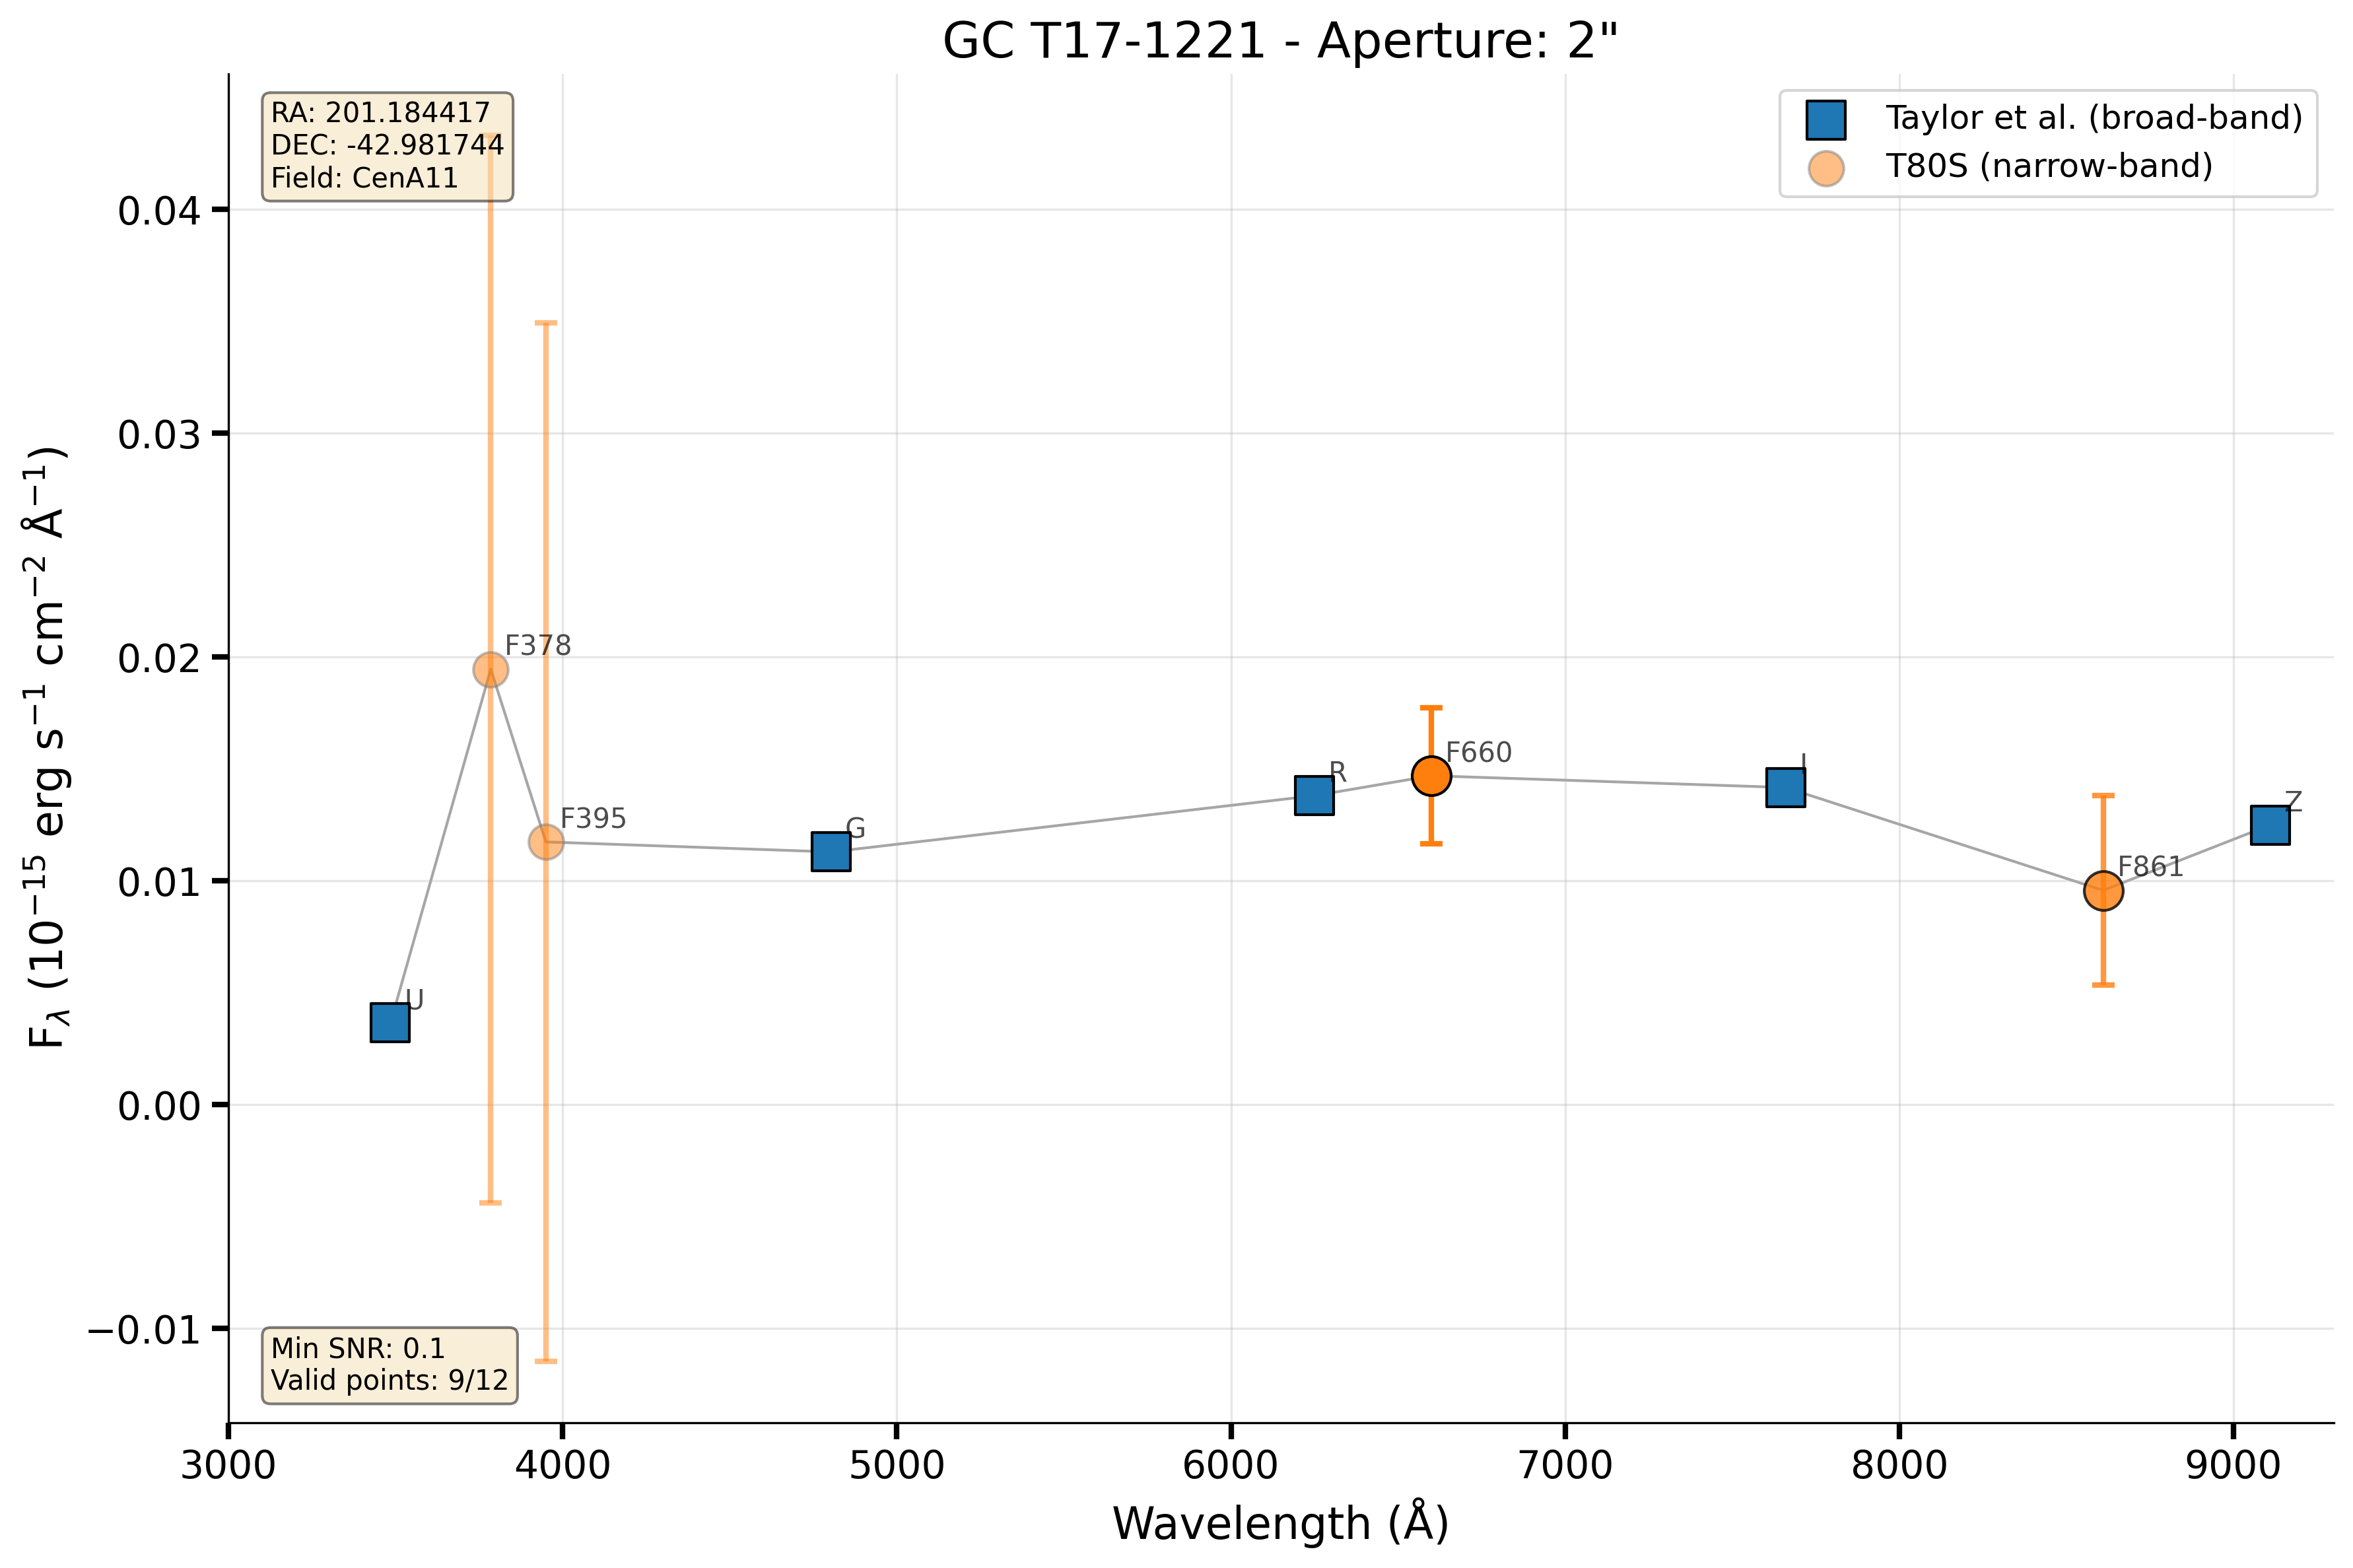 GC T17-1221 - Aperture: 2"
RA: 201.184417
DEC: -42.981744
Field: CenA11
Taylor et al. (broad-band)
T80S (narrow-band)
F_λ (10^−15 erg s^−1 cm^−2 Å^−1)
0.04
0.03
0.02
0.01
0.00
−0.01
U
F378
F395
G
R
F660
I
F861
Z
Min SNR: 0.1
Valid points: 9/12
3000 4000 5000 6000 7000 8000 9000
Wavelength (Å)